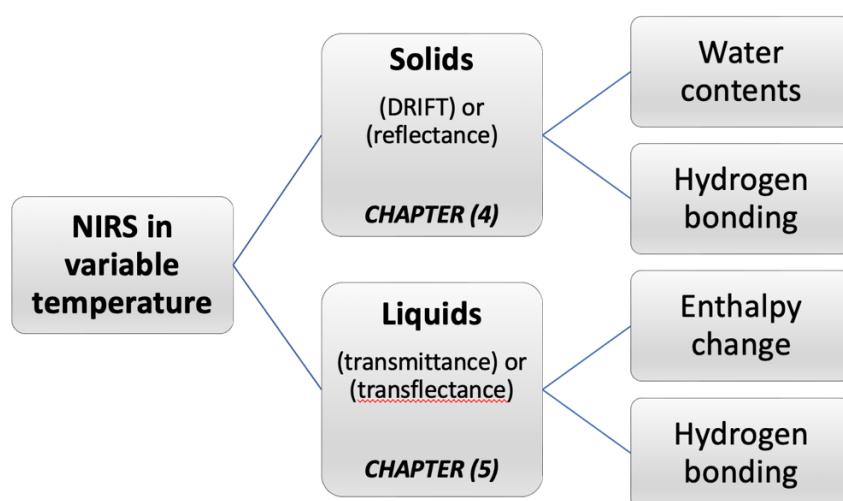 NIRS in
variable
temperature
Solids
(DRIFT) or
(reflectance)
CHAPTER (4)
Liquids
(transmittance) or
(transflectance)
CHAPTER (5)
Water
contents
Hydrogen
bonding
Enthalpy
change
Hydrogen
bonding